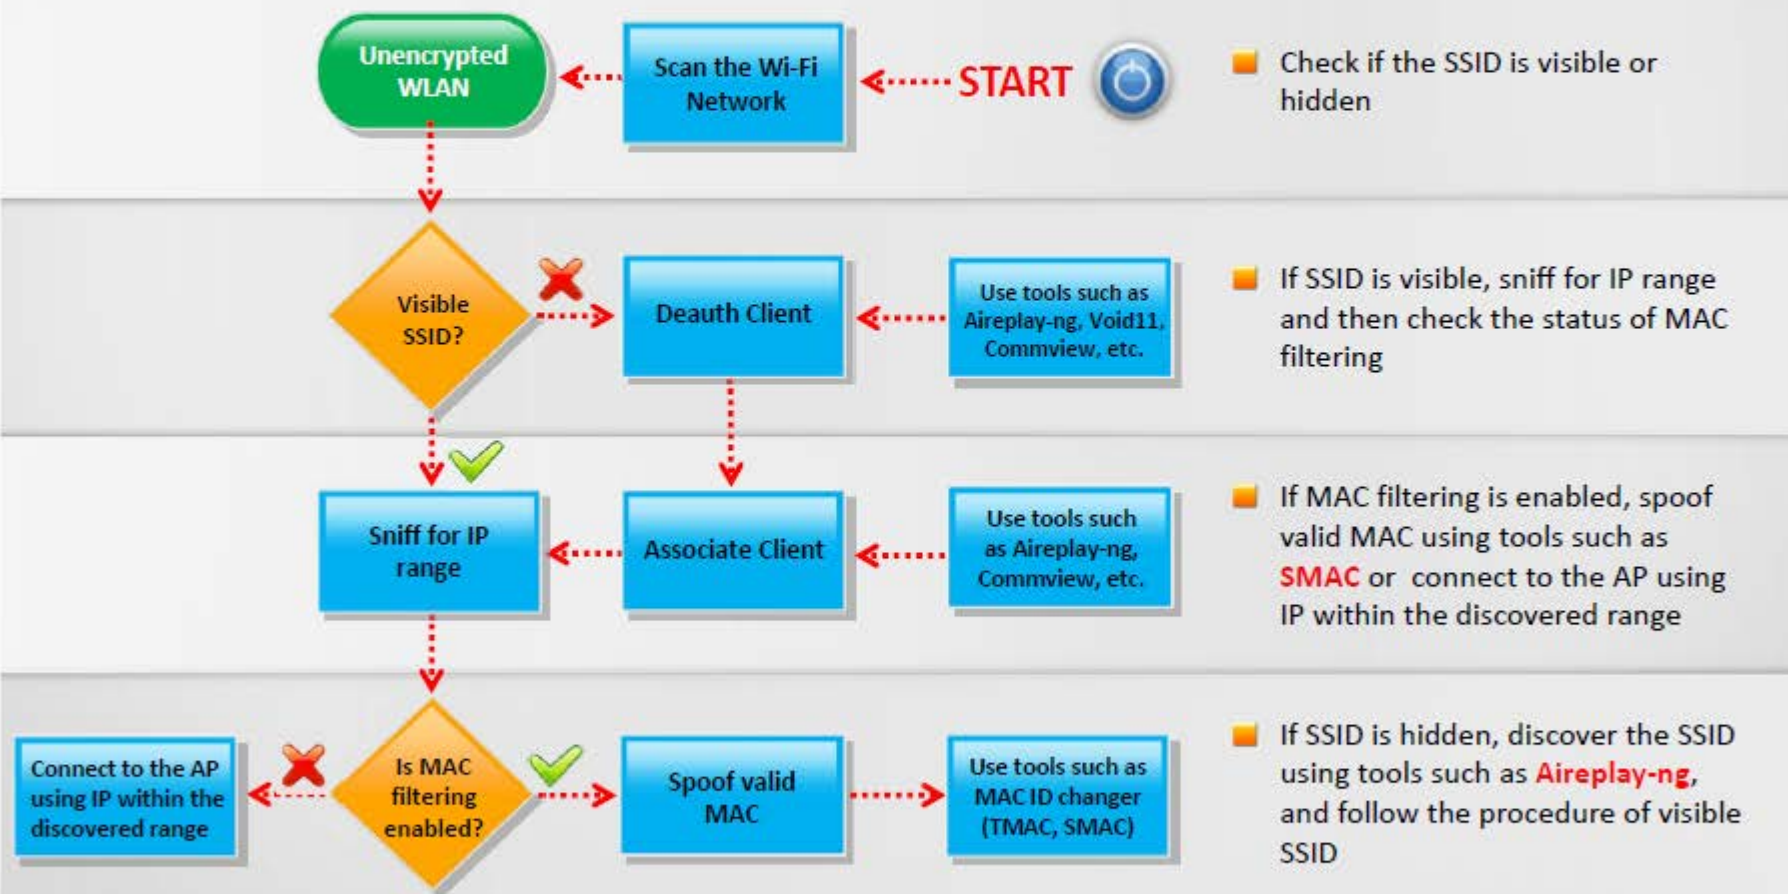 Unencrypted
WLAN
Scan the Wi-Fi
Network
START
Check if the SSID is visible or
hidden
Visible
SSID?
Deauth Client
Use tools such as
Aireplay-ng, Void11,
Commview, etc.
If SSID is visible, sniff for IP range
and then check the status of MAC
filtering
Sniff for IP
range
Associate Client
Use tools such
as Aireplay-ng,
Commview, etc.
If MAC filtering is enabled, spoof
valid MAC using tools such as
SMAC or connect to the AP using
IP within the discovered range
Connect to the AP
using IP within the
discovered range
Is MAC
filtering
enabled?
Spoof valid
MAC
Use tools such as
MAC ID changer
(TMAC, SMAC)
If SSID is hidden, discover the SSID
using tools such as Aireplay-ng,
and follow the procedure of visible
SSID